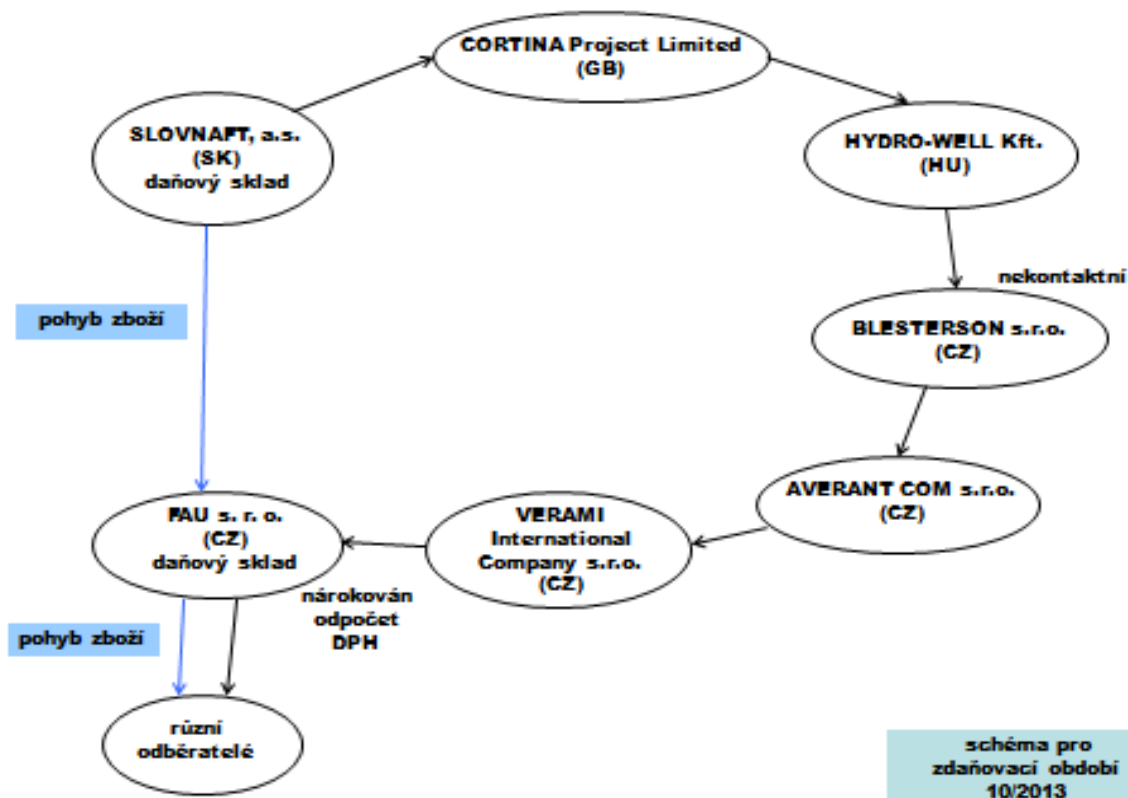 CORTINA Project Limited
(GB)
SLOVNAFT, a.s.
(SK)
daňový sklad
HYDRO-WELL Kft.
(HU)
nekontaktní
pohyb zboží
BLESTERSON s.r.o.
(CZ)
AVERANT COM s.r.o.
(CZ)
FAU s. r. o.
(CZ)
daňový sklad
VERAMI
International
Company s.r.o.
(CZ)
nárokován
odpočet
DPH
pohyb zboží
různí
odběratelé
schéma pro
zdaňovací období
10/2013